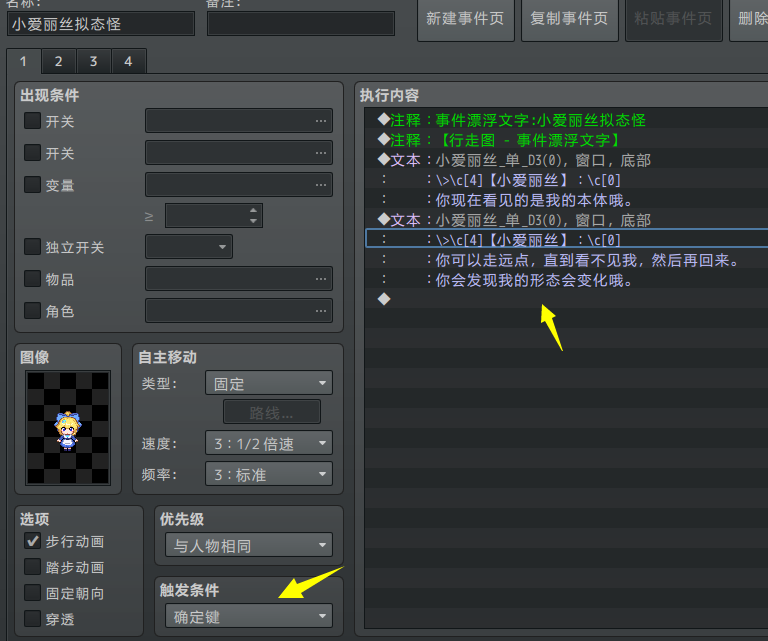 名称:
备注:
小爱丽丝拟态怪
新建事件页
复制事件页
粘贴事件页
删除
1
2
3
4
出现条件
开关
...
开关
...
变量
...
≥
独立开关
物品
...
角色
...
图像
自主移动
类型:
固定
路线...
速度:
3:1/2倍速
频率:
3:标准
选项
步行动画
踏步动画
固定朝向
穿透
优先级
与人物相同
触发条件
确定键
执行内容
◆注释:事件漂浮文字:小爱丽丝拟态怪
◆注释:【行走图 - 事件漂浮文字】
◆文本:小爱丽丝_单_D3(0), 窗口, 底部
: :\>\c[4]【小爱丽丝】:\c[0]
: :你现在看见的是我的本体哦。
◆文本:小爱丽丝_单_D3(0), 窗口, 底部
: :\>\c[4]【小爱丽丝】:\c[0]
: :你可以走远点, 直到看不见我, 然后再回来。
: :你会发现我的形态会变化哦。
◆